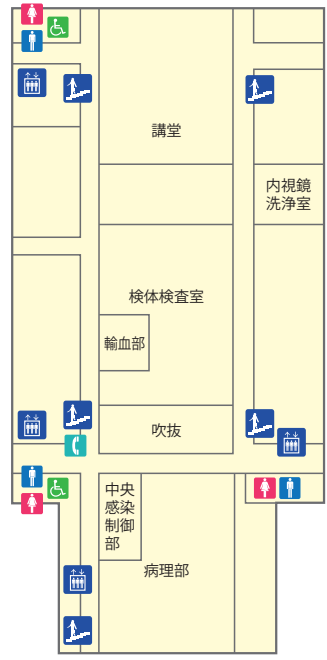 講堂
内視鏡
洗浄室
検体検査室
輸血部
吹抜
中央
感染
制御
部
病理部